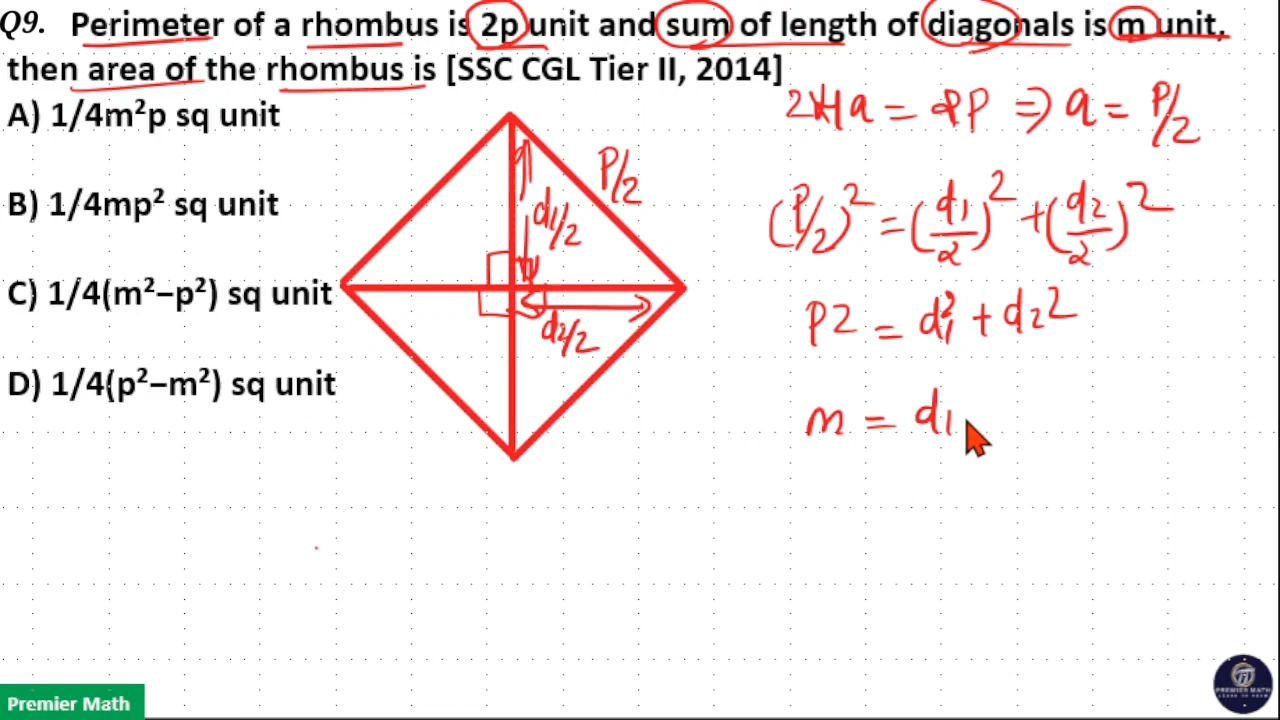 Q9. Perimeter of a rhombus is 2p unit and sum of length of diagonals is m unit,
then area of the rhombus is [SSC CGL Tier II, 2014]
A) 1/4m²p sq unit
B) 1/4mp² sq unit
C) 1/4(m²−p²) sq unit
D) 1/4(p²−m²) sq unit
P/2
d1/2
d2/2
a = 2P ⇒ a = P/2
(P/2)² = (d1/2)² + (d2/2)²
P2 = d1² + d2²
m = d1
Premier Math
PREMIER MATH